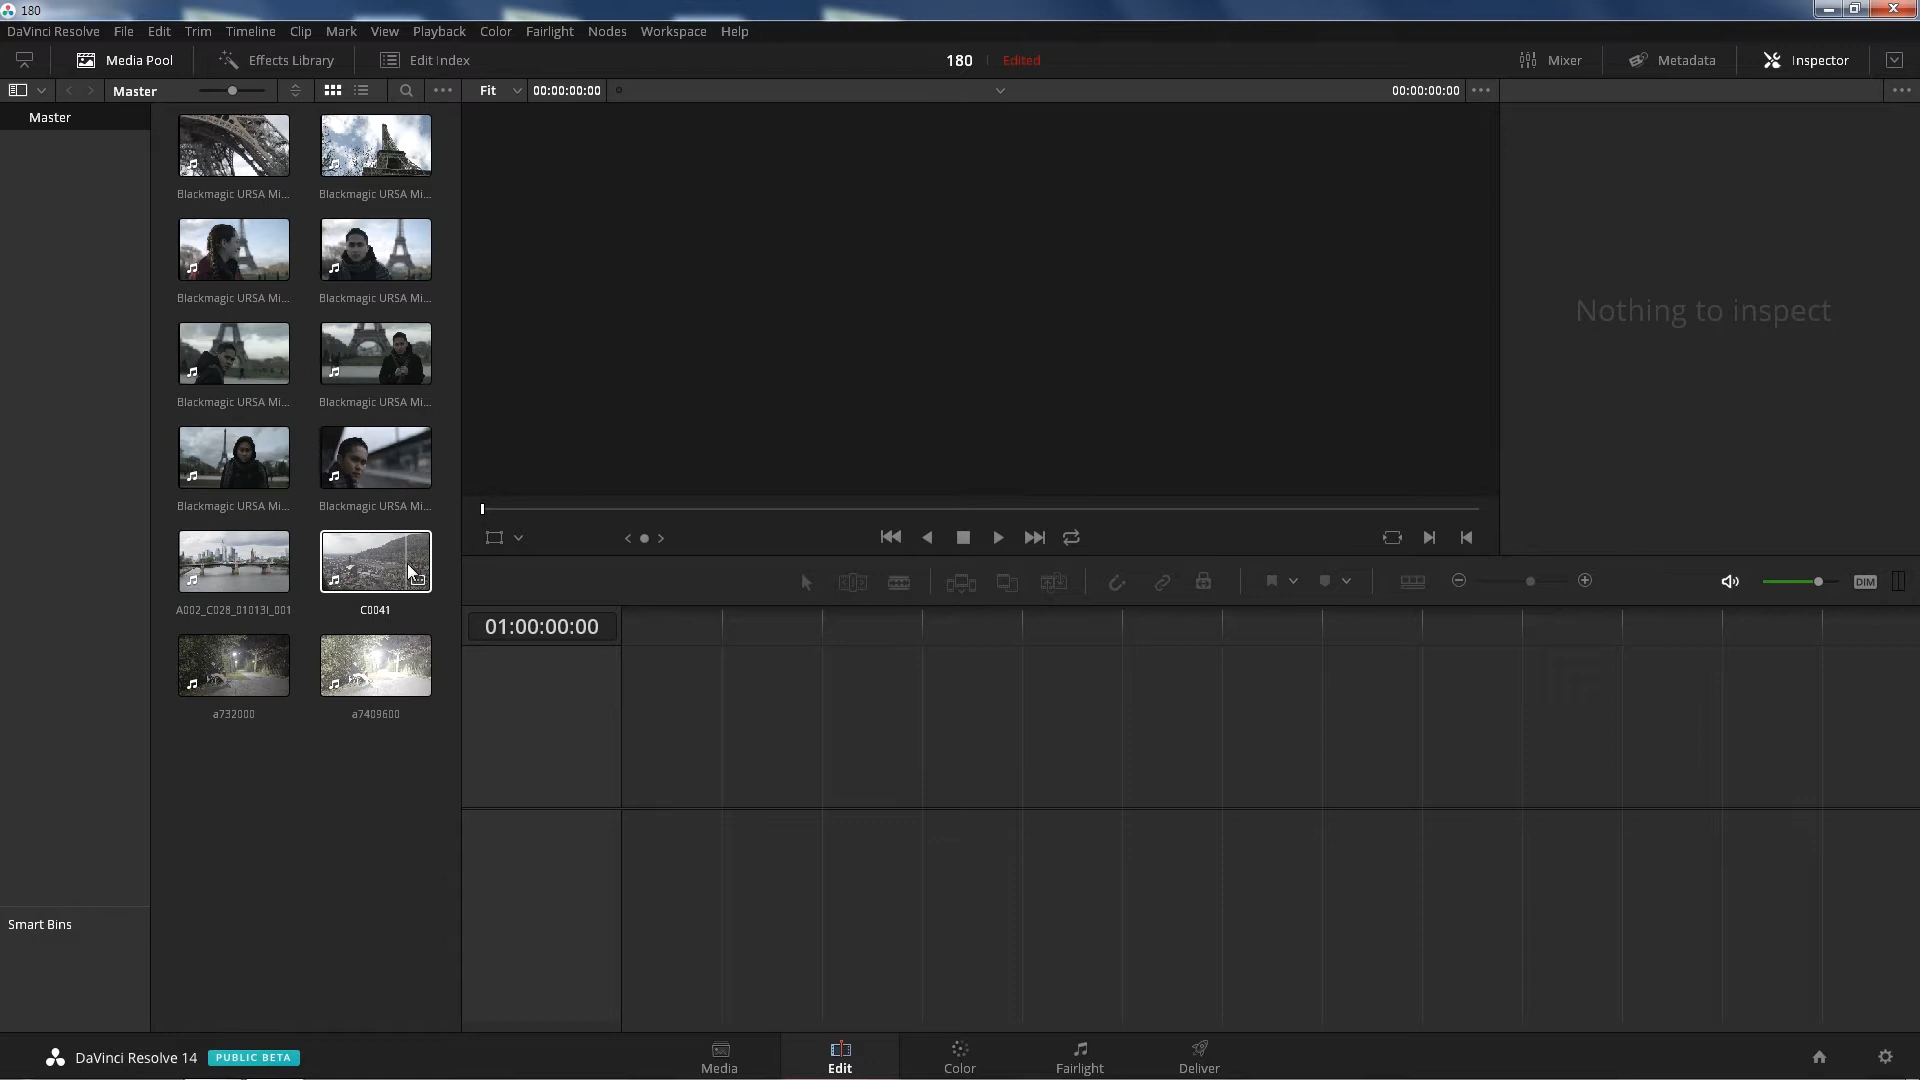 180
DaVinci Resolve File Edit Trim Timeline Clip Mark View Playback Color Fairlight Nodes Workspace Help
Media Pool Effects Library Edit Index 180 Edited Mixer Metadata Inspector
Master Fit 00:00:00:00 00:00:00:00
Master
Blackmagic URSA Mi... Blackmagic URSA Mi...
Blackmagic URSA Mi... Blackmagic URSA Mi...
Nothing to inspect
Blackmagic URSA Mi... Blackmagic URSA Mi...
Blackmagic URSA Mi... Blackmagic URSA Mi...
DIM
A002_C028_01013I_001 C0041
01:00:00:00
a732000 a7409600
Smart Bins
DaVinci Resolve 14 PUBLIC BETA Media Edit Color Fairlight Deliver